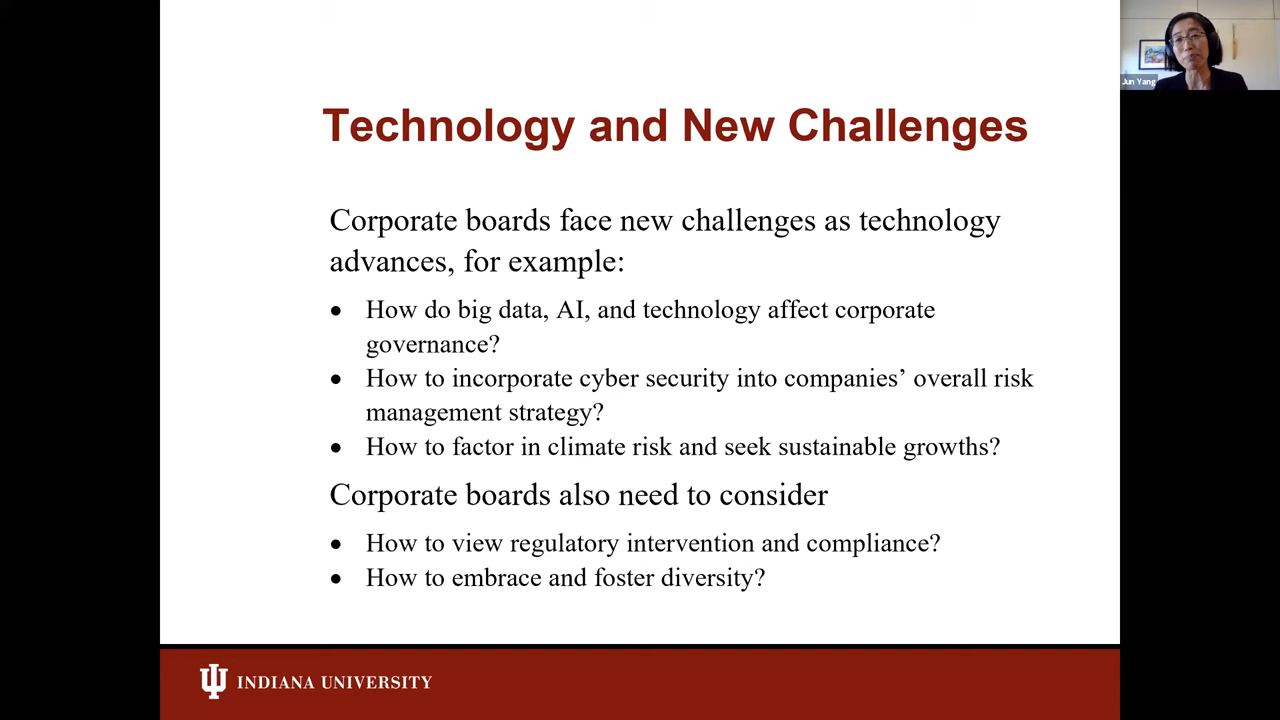 Technology and New Challenges
Corporate boards face new challenges as technology
advances, for example:
• How do big data, AI, and technology affect corporate
governance?
• How to incorporate cyber security into companies’ overall risk
management strategy?
• How to factor in climate risk and seek sustainable growths?
Corporate boards also need to consider
• How to view regulatory intervention and compliance?
• How to embrace and foster diversity?
INDIANA UNIVERSITY
Jun Yang